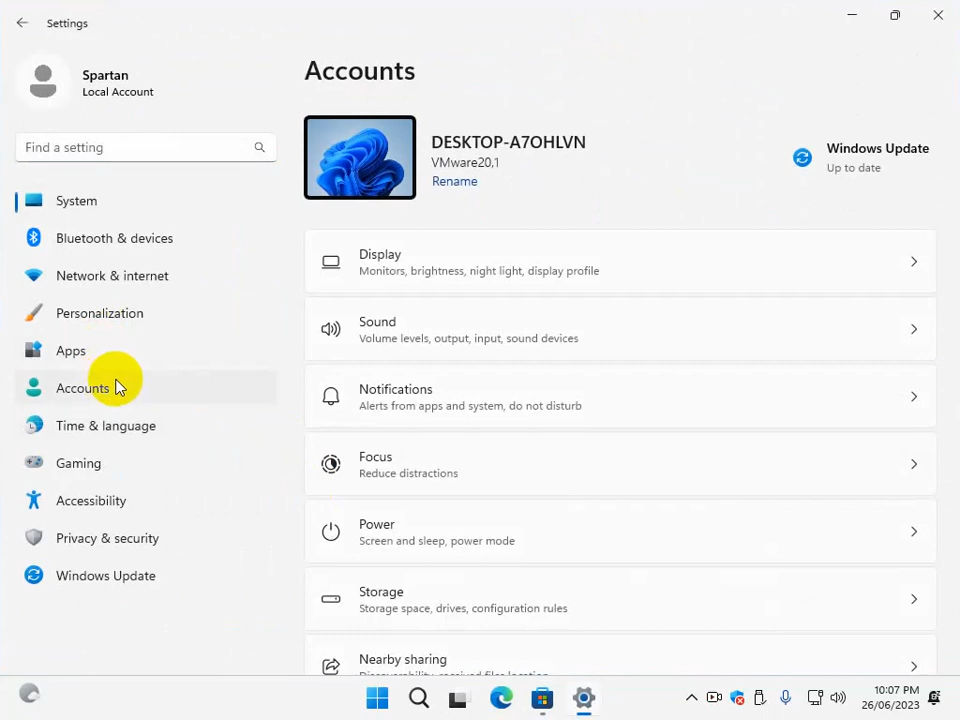 Settings
Spartan
Local Account
Find a setting
System
Bluetooth & devices
Network & internet
Personalization
Apps
Accounts
Time & language
Gaming
Accessibility
Privacy & security
Windows Update
Accounts
DESKTOP-A7OHLVN
VMware20,1
Rename
Windows Update
Up to date
Display
Monitors, brightness, night light, display profile
Sound
Volume levels, output, input, sound devices
Notifications
Alerts from apps and system, do not disturb
Focus
Reduce distractions
Power
Screen and sleep, power mode
Storage
Storage space, drives, configuration rules
Nearby sharing
Discoverability, received files location
10:07 PM
26/06/2023